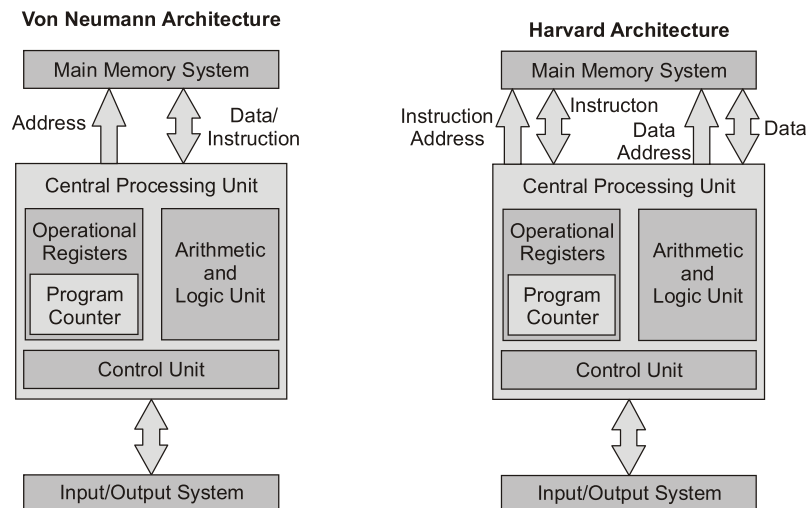 Von Neumann Architecture
Main Memory System
Address
Data/
Instruction
Central Processing Unit
Operational
Registers
Program
Counter
Arithmetic
and
Logic Unit
Control Unit
Input/Output System
Harvard Architecture
Main Memory System
Instruction
Address
Instructon
Data
Address
Data
Central Processing Unit
Operational
Registers
Program
Counter
Arithmetic
and
Logic Unit
Control Unit
Input/Output System